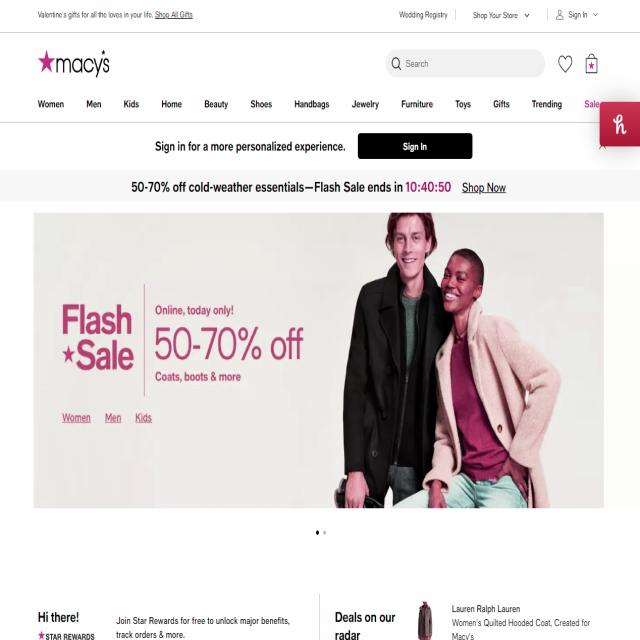 Valentine's gifts for all the loves in your life. Shop All Gifts
Wedding Registry
Shop Your Store
Sign In
macy's
Search
Women Men Kids Home Beauty Shoes Handbags Jewelry Furniture Toys Gifts Trending Sale
Sign in for a more personalized experience. Sign In
50-70% off cold-weather essentials—Flash Sale ends in 10:40:50 Shop Now
Flash
Sale
Online, today only!
50-70% off
Coats, boots & more
Women Men Kids
Hi there!
STAR REWARDS
Join Star Rewards for free to unlock major benefits,
track orders & more.
Deals on our
radar
Lauren Ralph Lauren
Women's Quilted Hooded Coat, Created for
Macy's